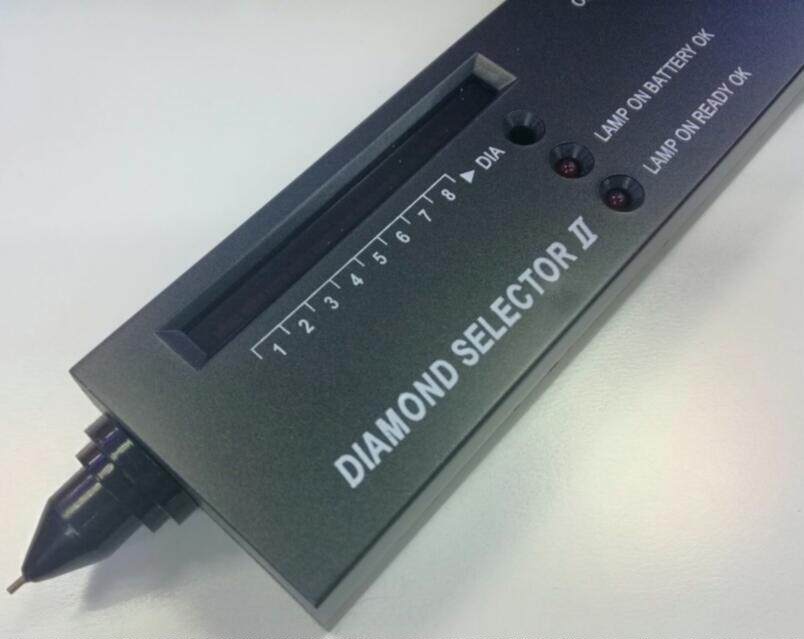 LAMP ON BATTERY OK
LAMP ON READY OK
1 2 3 4 5 6 7 8 ▶ DIA
DIAMOND SELECTOR II